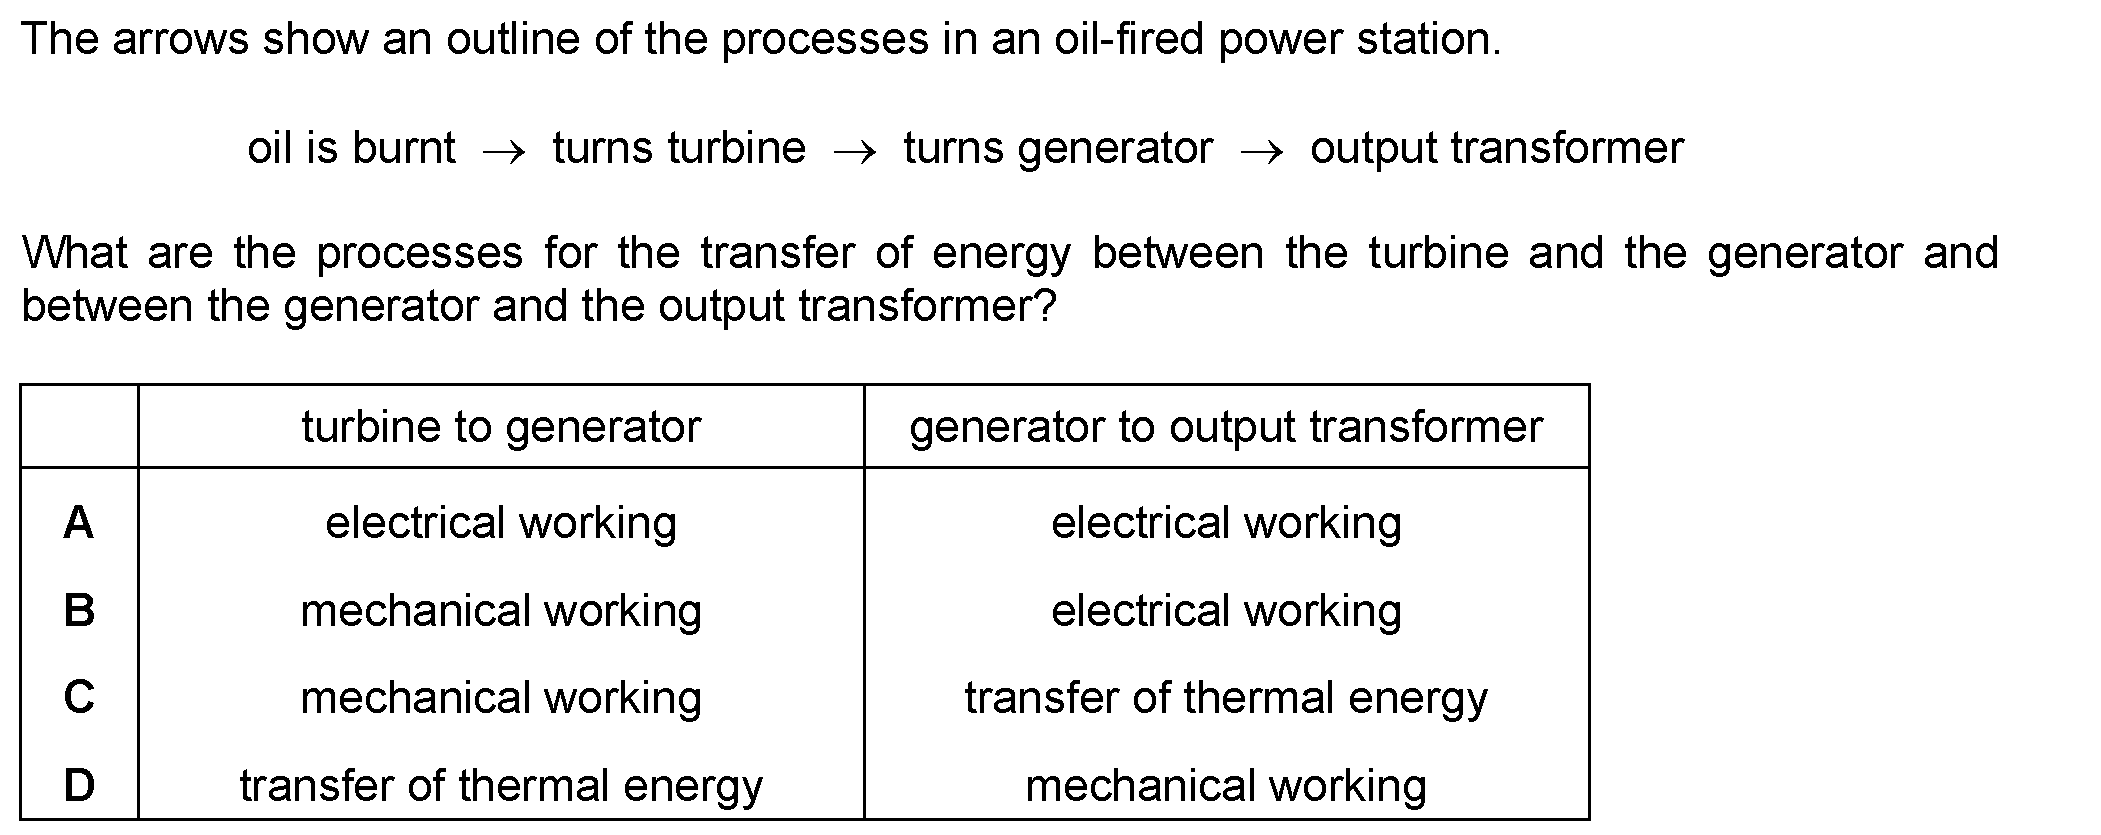 The arrows show an outline of the processes in an oil-fired power station.
oil is burnt → turns turbine → turns generator → output transformer
What are the processes for the transfer of energy between the turbine and the generator and
between the generator and the output transformer?
turbine to generator generator to output transformer
A electrical working electrical working
B mechanical working electrical working
C mechanical working transfer of thermal energy
D transfer of thermal energy mechanical working